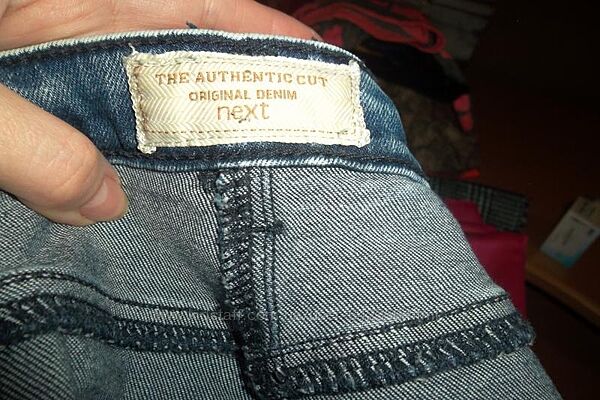 THE AUTHENTIC CUT
ORIGINAL DENIM
next